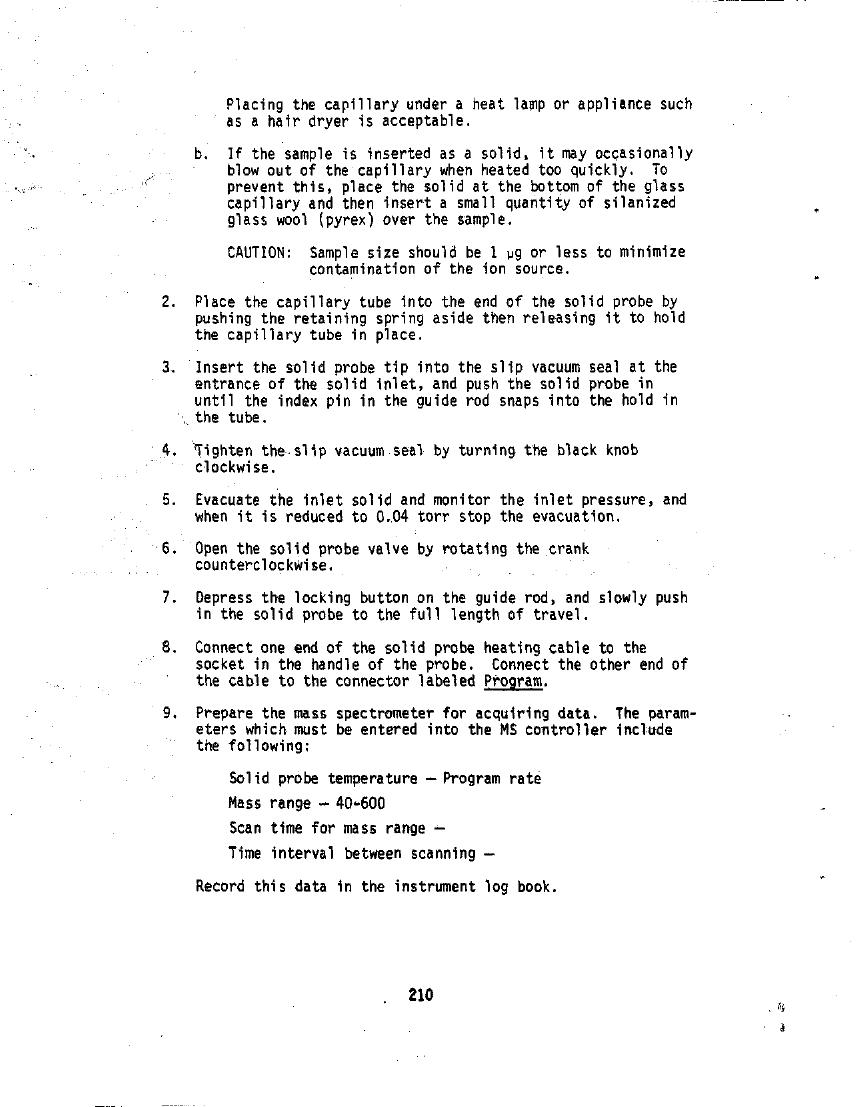 Placing the capillary under a heat lamp or appliance such
as a hair dryer is acceptable.
b. If the sample is inserted as a solid, it may occasionally
blow out of the capillary when heated too quickly. To
prevent this, place the solid at the bottom of the glass
capillary and then insert a small quantity of silanized
glass wool (pyrex) over the sample.
CAUTION: Sample size should be 1 µg or less to minimize
contamination of the ion source.
2. Place the capillary tube into the end of the solid probe by
pushing the retaining spring aside then releasing it to hold
the capillary tube in place.
3. Insert the solid probe tip into the slip vacuum seal at the
entrance of the solid inlet, and push the solid probe in
until the index pin in the guide rod snaps into the hold in
the tube.
4. Tighten the slip vacuum seal by turning the black knob
clockwise.
5. Evacuate the inlet solid and monitor the inlet pressure, and
when it is reduced to 0.04 torr stop the evacuation.
6. Open the solid probe valve by rotating the crank
counterclockwise.
7. Depress the locking button on the guide rod, and slowly push
in the solid probe to the full length of travel.
8. Connect one end of the solid probe heating cable to the
socket in the handle of the probe. Connect the other end of
the cable to the connector labeled Program.
9. Prepare the mass spectrometer for acquiring data. The param-
eters which must be entered into the MS controller include
the following:
Solid probe temperature — Program rate
Mass range — 40-600
Scan time for mass range —
Time interval between scanning —
Record this data in the instrument log book.
210